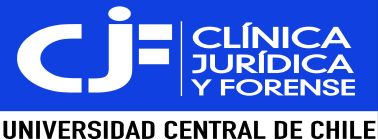 CJF
CLÍNICA
JURÍDICA
Y FORENSE
UNIVERSIDAD CENTRAL DE CHILE